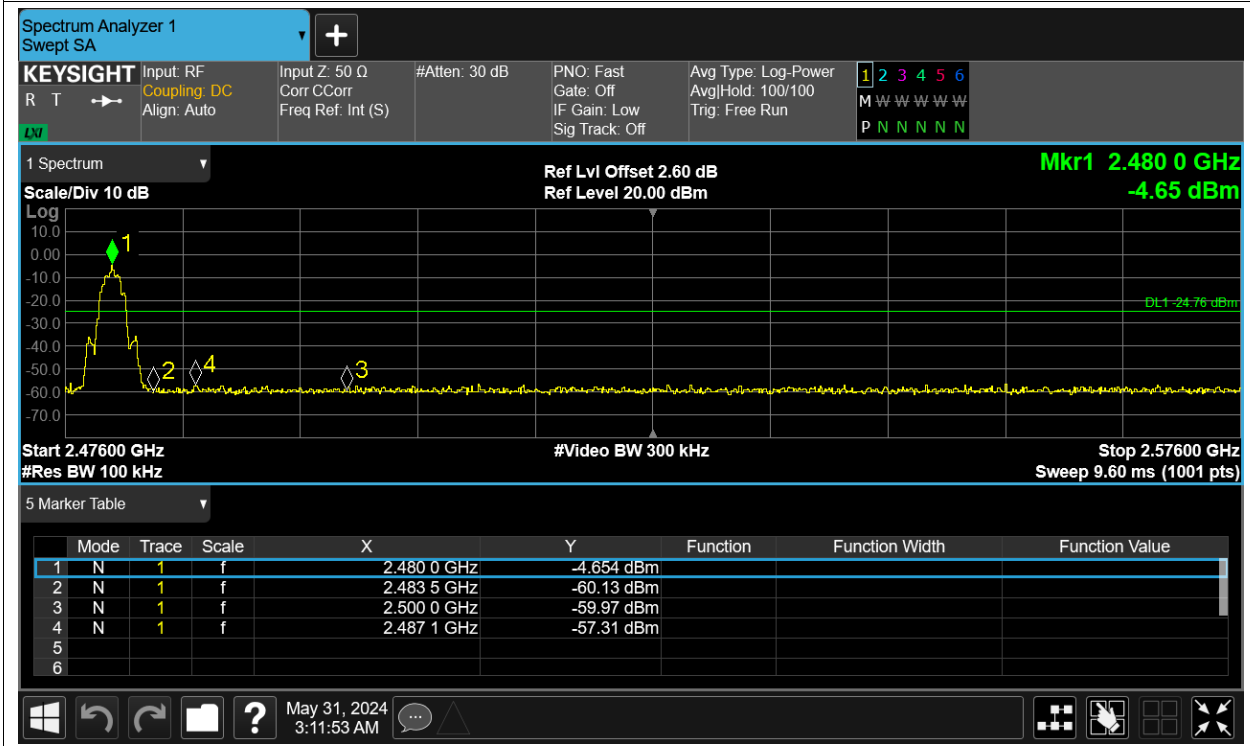 Spectrum Analyzer 1
Swept SA
KEYSIGHT Input: RF Input Z: 50 Ω #Atten: 30 dB PNO: Fast Avg Type: Log-Power 1 2 3 4 5 6
R T Coupling: DC Corr CCorr Gate: Off Avg|Hold: 100/100 M W W W W W
Align: Auto Freq Ref: Int (S) IF Gain: Low Trig: Free Run
LXI Sig Track: Off P N N N N N
1 Spectrum Ref Lvl Offset 2.60 dB Mkr1 2.480 0 GHz
Scale/Div 10 dB Ref Level 20.00 dBm -4.65 dBm
Log
10.0 1
0.00
-10.0
-20.0 DL1 -24.76 dBm
-30.0
-40.0
-50.0 2 4 3
-60.0
-70.0
Start 2.47600 GHz #Video BW 300 kHz Stop 2.57600 GHz
#Res BW 100 kHz Sweep 9.60 ms (1001 pts)
5 Marker Table
Mode Trace Scale X Y Function Function Width Function Value
1 N 1 f 2.480 0 GHz -4.654 dBm
2 N 1 f 2.483 5 GHz -60.13 dBm
3 N 1 f 2.500 0 GHz -59.97 dBm
4 N 1 f 2.487 1 GHz -57.31 dBm
5
6
? May 31, 2024
3:11:53 AM